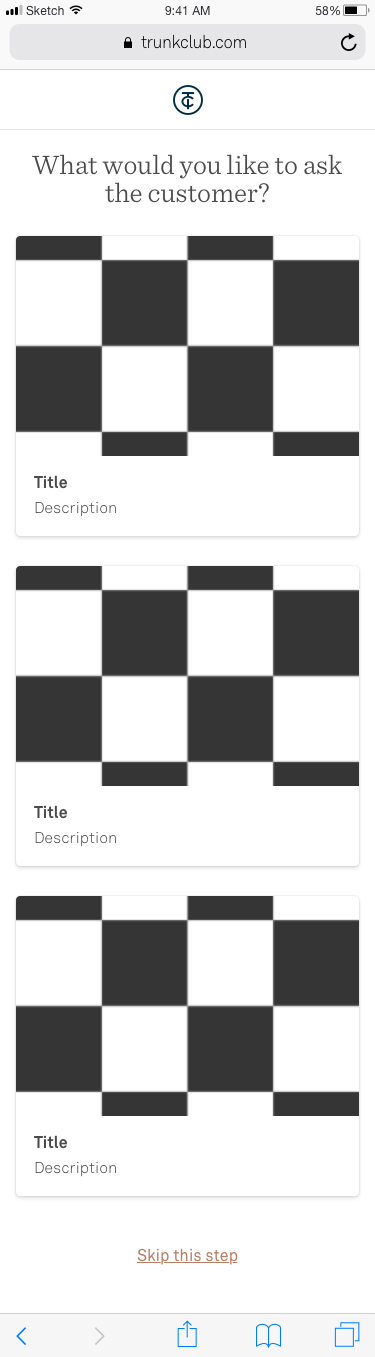 Sketch 9:41 AM 58%
trunkclub.com
TC
What would you like to ask
the customer?
Title
Description
Title
Description
Title
Description
Skip this step